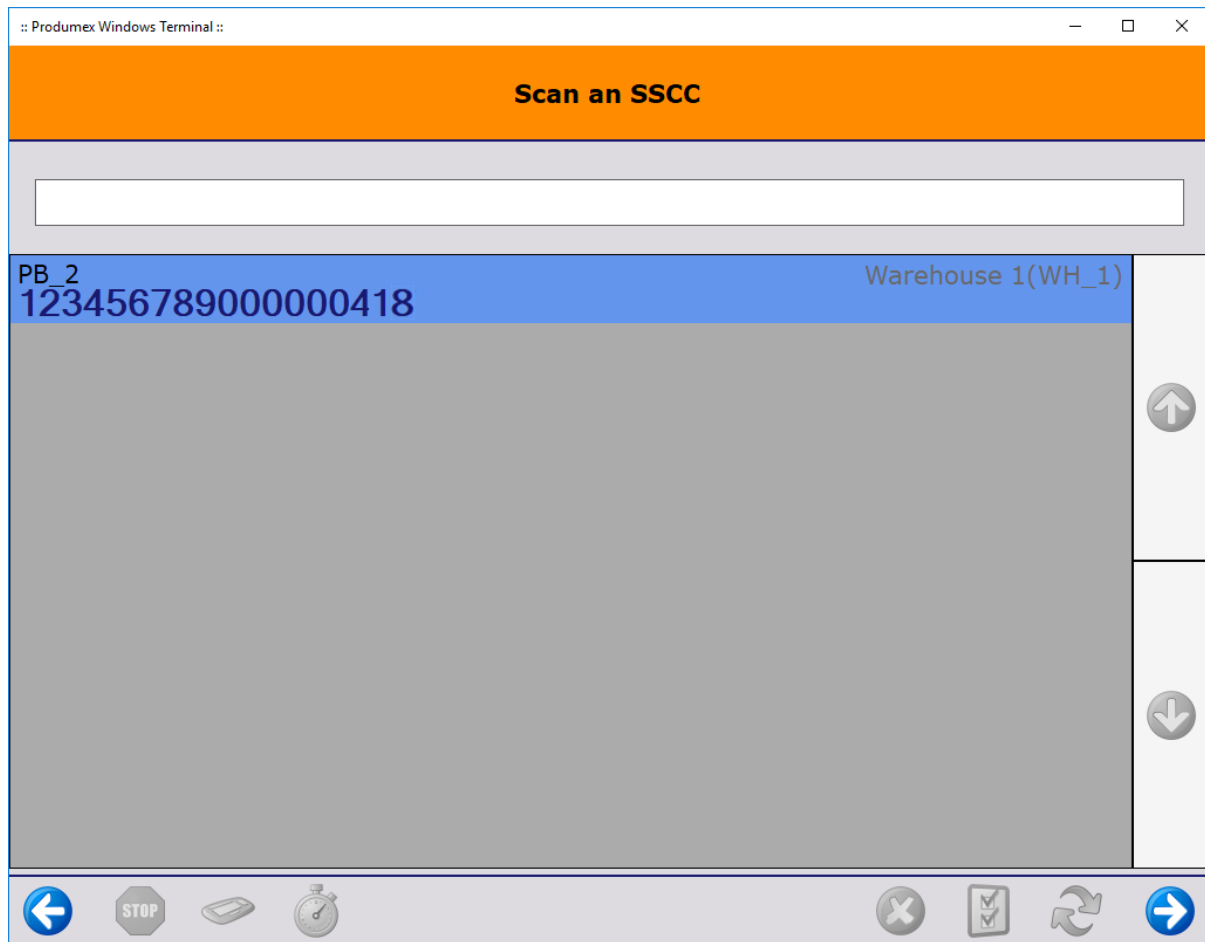 :: Produmex Windows Terminal ::
Scan an SSCC
PB_2
Warehouse 1(WH_1)
123456789000000418
STOP